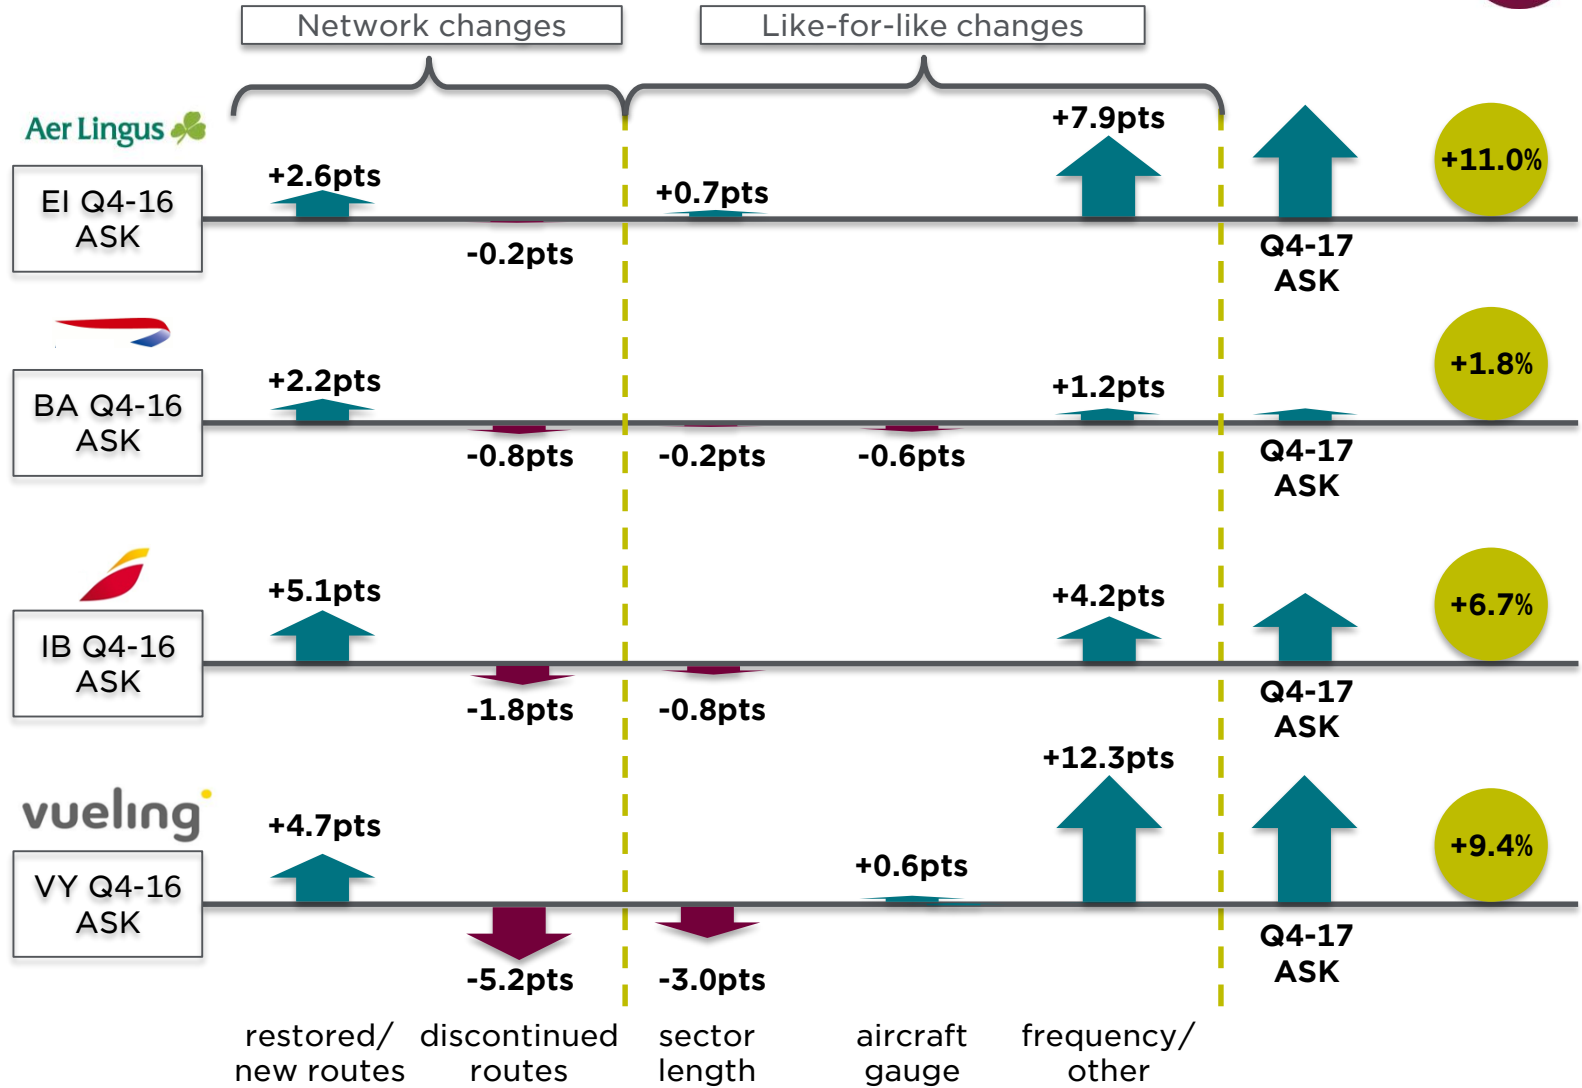 Network changes
Like-for-like changes
Aer Lingus
EI Q4-16
ASK
+2.6pts
-0.2pts
+0.7pts
+7.9pts
Q4-17
ASK
+11.0%
BA Q4-16
ASK
+2.2pts
-0.8pts
-0.2pts
-0.6pts
+1.2pts
Q4-17
ASK
+1.8%
IB Q4-16
ASK
+5.1pts
-1.8pts
-0.8pts
+4.2pts
Q4-17
ASK
+6.7%
vueling
VY Q4-16
ASK
+4.7pts
-5.2pts
-3.0pts
+0.6pts
+12.3pts
Q4-17
ASK
+9.4%
restored/
new routes
discontinued
routes
sector
length
aircraft
gauge
frequency/
other